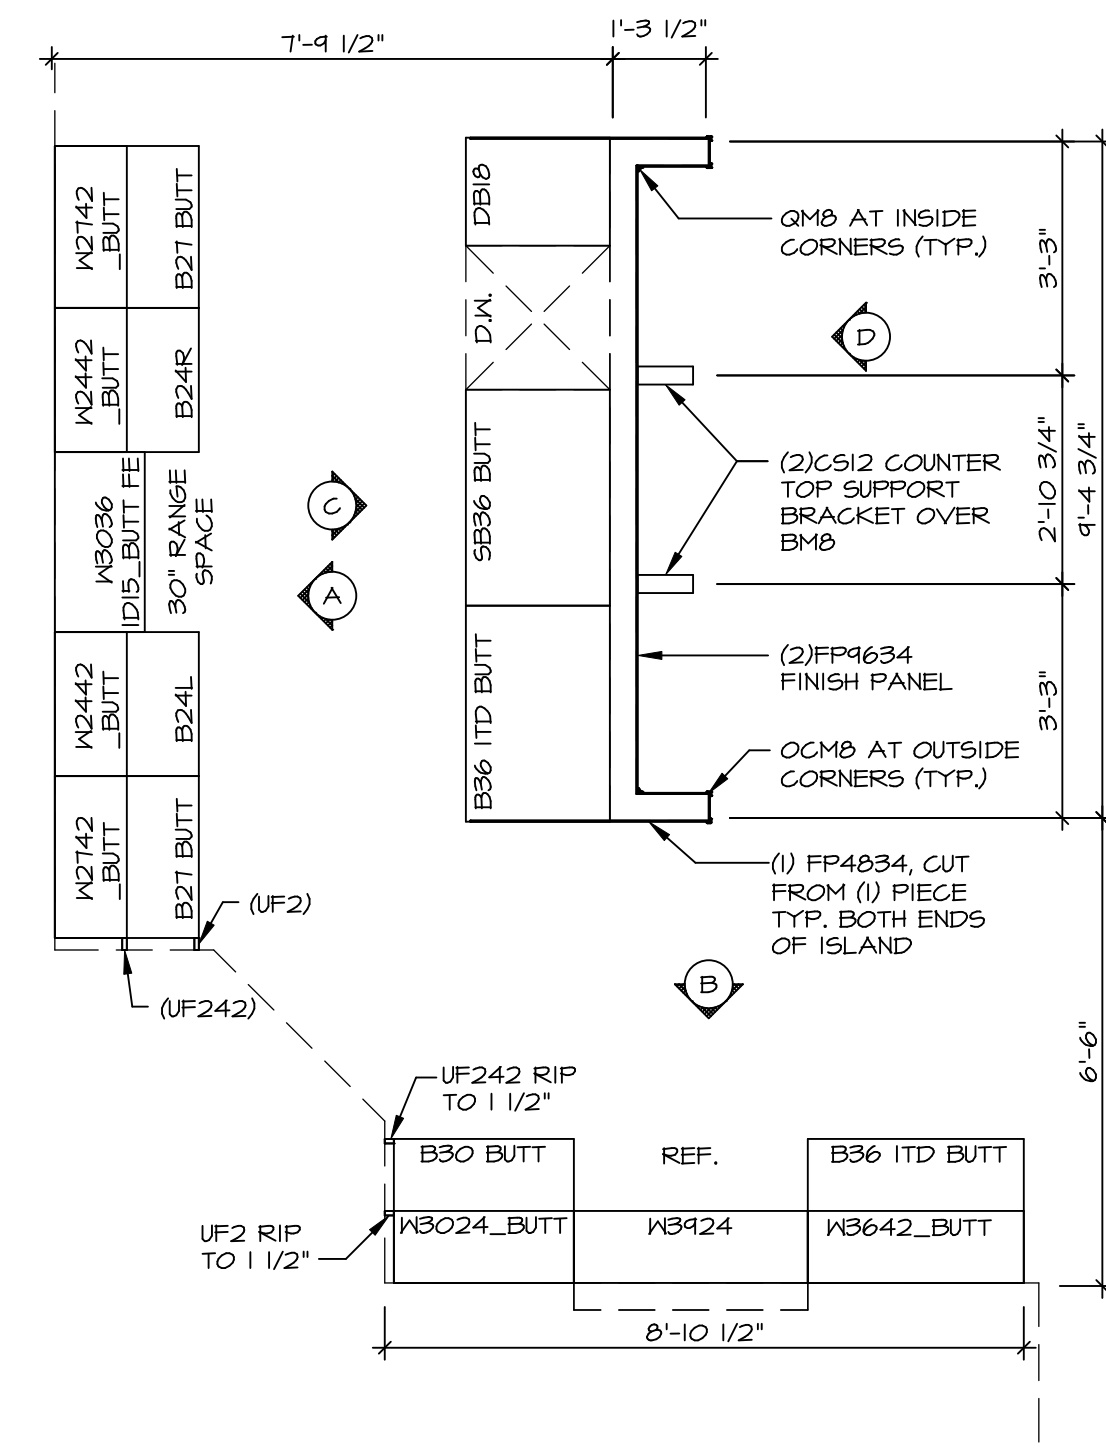 7'-9 1/2"
1'-3 1/2"
W2742
_BUTT
B27 BUTT
W2442
_BUTT
B24R
W3036
1D15_BUTT FE
30" RANGE
SPACE
W2442
_BUTT
B24L
W2742
_BUTT
B27 BUTT
(UF2)
(UF242)
DB18
D.W.
SB36 BUTT
B36 1TD BUTT
C
A
QM8 AT INSIDE
CORNERS (TYP.)
D
(2)CS12 COUNTER
TOP SUPPORT
BRACKET OVER
BM8
(2)FP9634
FINISH PANEL
OCM8 AT OUTSIDE
CORNERS (TYP.)
(1) FP4834, CUT
FROM (1) PIECE
TYP. BOTH ENDS
OF ISLAND
3'-3"
2'-10 3/4"
3'-3"
9'-4 3/4"
6'-6"
B
UF242 RIP
TO 1 1/2"
UF2 RIP
TO 1 1/2"
B30 BUTT
REF.
B36 1TD BUTT
W3024_BUTT
W3924
W3642_BUTT
8'-10 1/2"